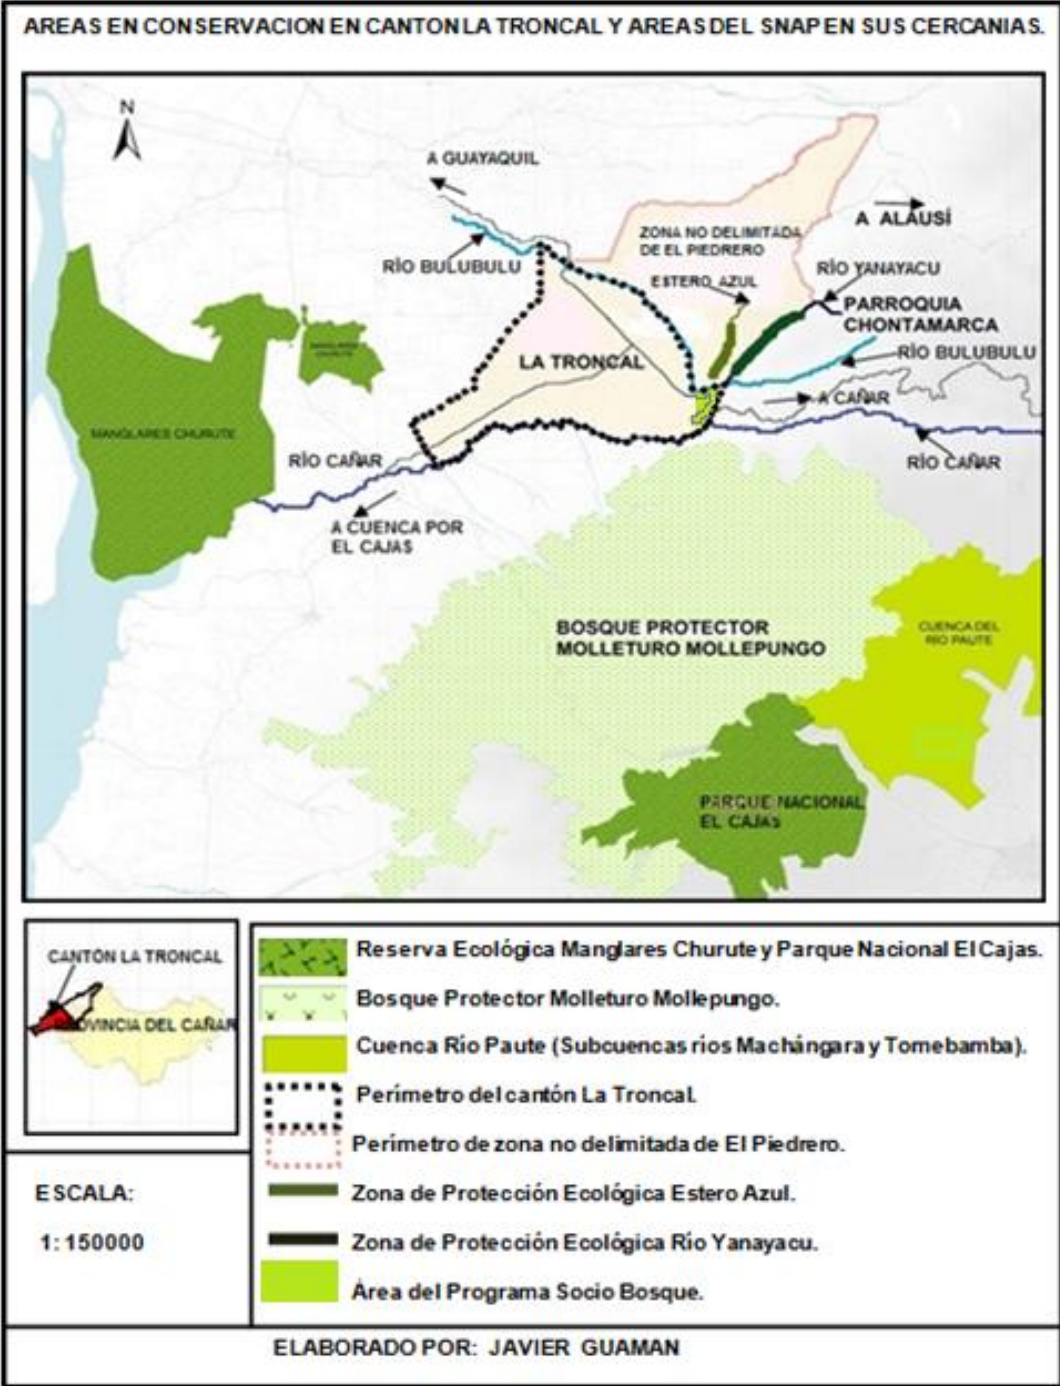 AREAS EN CONSERVACION EN CANTON LA TRONCAL Y AREAS DEL SNAP EN SUS CERCANIAS.
N
A GUAYAQUIL
A ALAUSÍ
ZONA NO DELIMITADA
DE EL PIEDRERO
RÍO BULUBULU
RÍO YANAYACU
ESTERO AZUL
PARROQUIA
CHONTAMARCA
MANGLARES
CHURUTE
RÍO BULUBULU
LA TRONCAL
A CAÑAR
MANGLARES CHURUTE
RÍO CAÑAR
RÍO CAÑAR
A CUENCA POR
EL CAJAS
BOSQUE PROTECTOR
MOLLETURO MOLLEPUNGO
CUENCA DEL
RIO PAUTE
PARQUE NACIONAL
EL CAJAS
CANTÓN LA TRONCAL
OVINCIA DEL CAÑAR
Reserva Ecológica Manglares Churute y Parque Nacional El Cajas.
Bosque Protector Molleturo Mollepungo.
Cuenca Río Paute (Subcuencas rios Machángara y Tomebamba).
Perímetro del cantón La Troncal.
Perímetro de zona no delimitada de El Piedrero.
Zona de Protección Ecológica Estero Azul.
Zona de Protección Ecológica Río Yanayacu.
Área del Programa Socio Bosque.
ESCALA:
1: 150000
ELABORADO POR: JAVIER GUAMAN